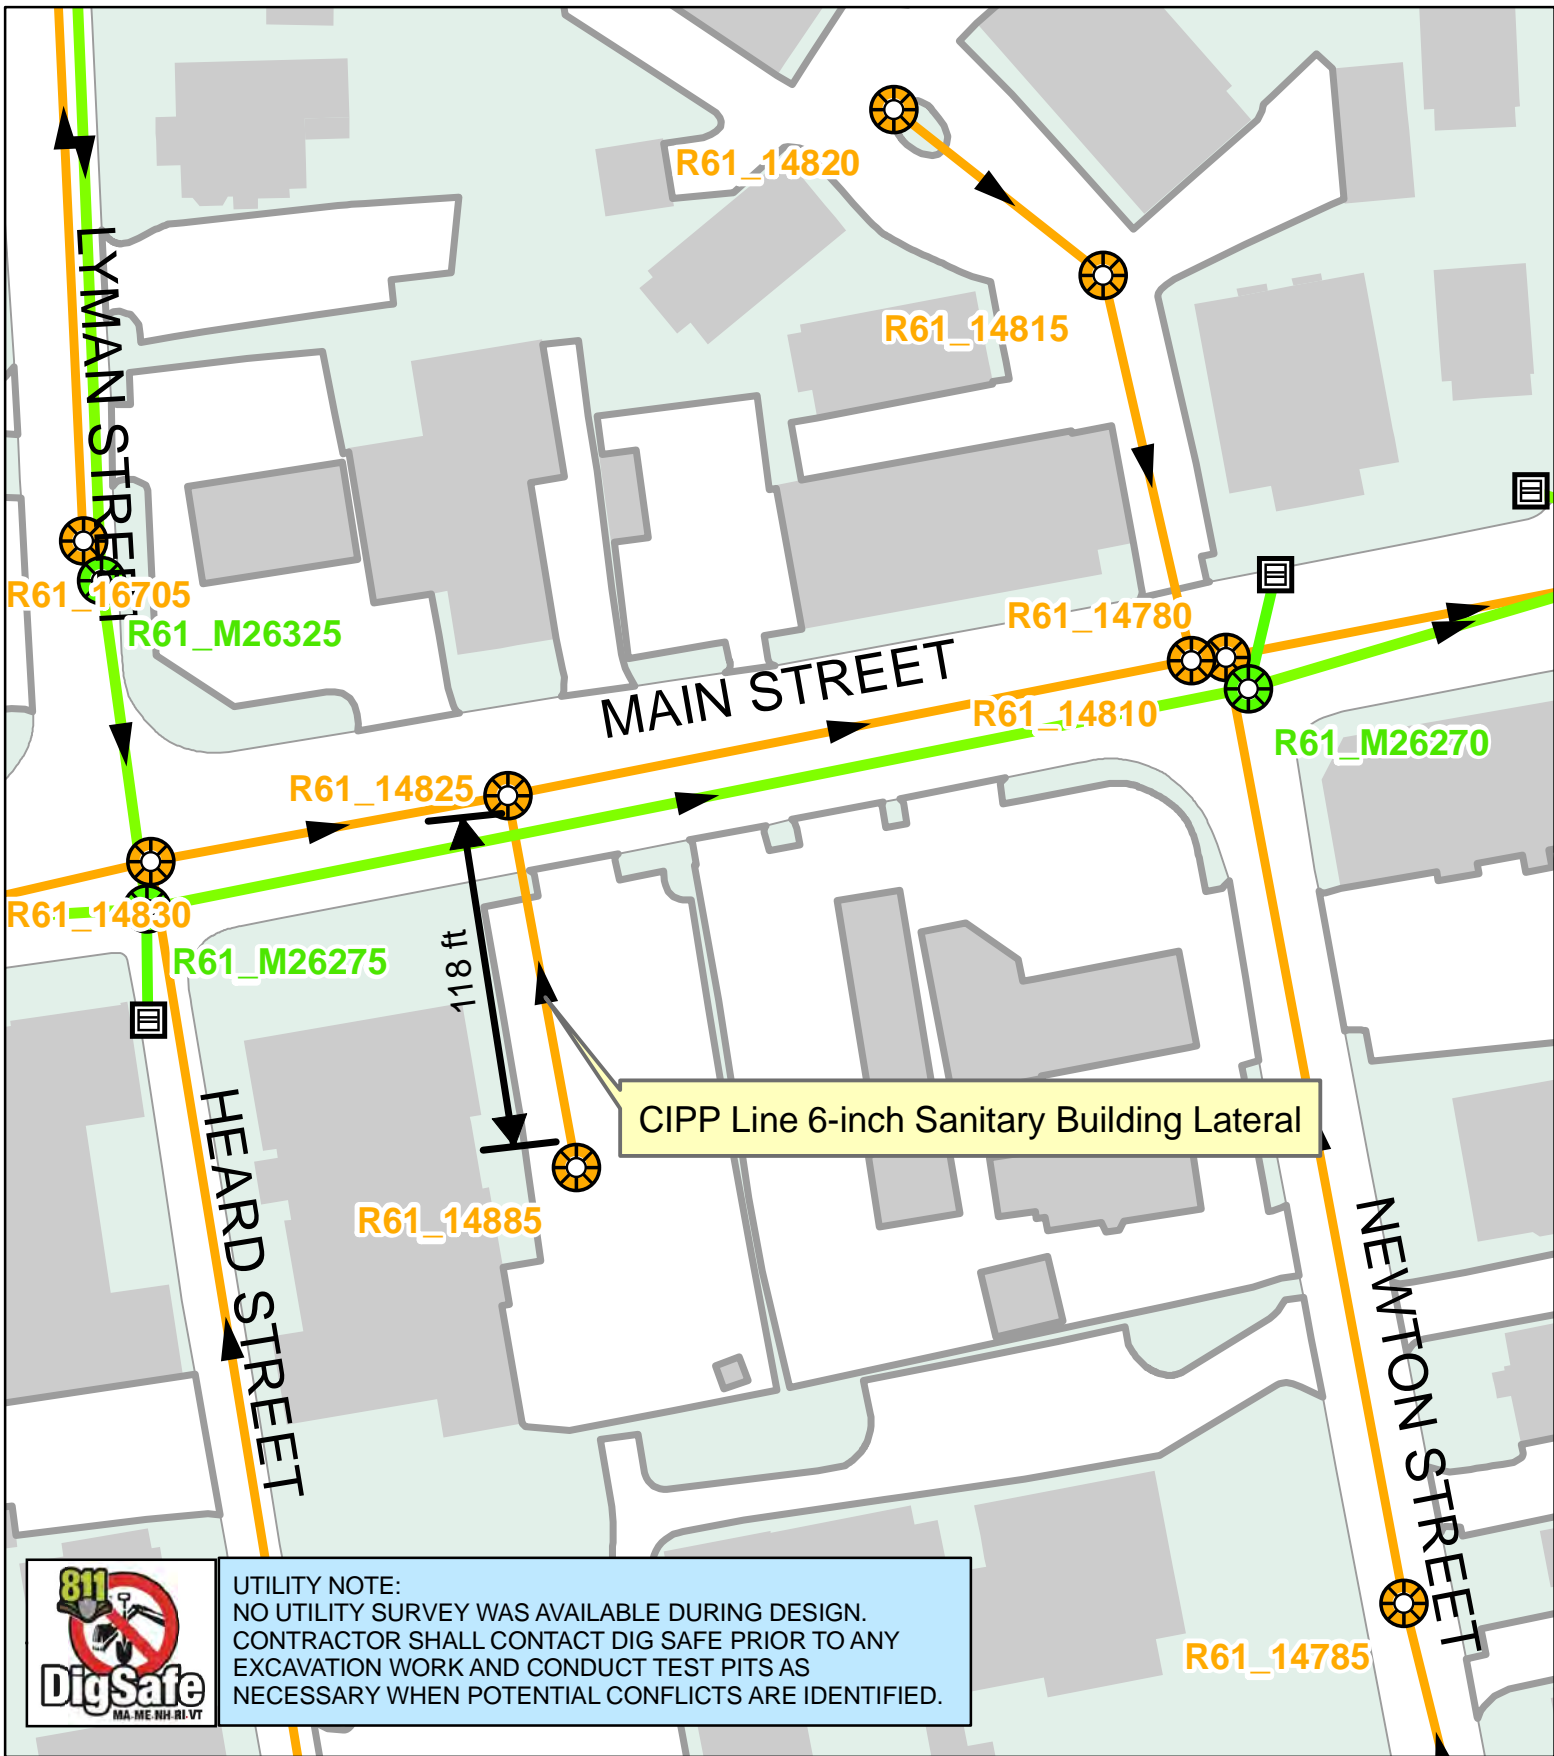 R61_14820
LYMAN STREET
R61_14815
R61_16705
R61_M26325
R61_14780
MAIN STREET
R61_14810
R61_M26270
R61_14825
R61_14830
R61_M26275
118 ft
CIPP Line 6-inch Sanitary Building Lateral
HEARD STREET
R61_14885
NEWTON STREET
R61_14785
811
DigSafe
MA-ME-NH-RI-VT
UTILITY NOTE:
NO UTILITY SURVEY WAS AVAILABLE DURING DESIGN.
CONTRACTOR SHALL CONTACT DIG SAFE PRIOR TO ANY
EXCAVATION WORK AND CONDUCT TEST PITS AS
NECESSARY WHEN POTENTIAL CONFLICTS ARE IDENTIFIED.